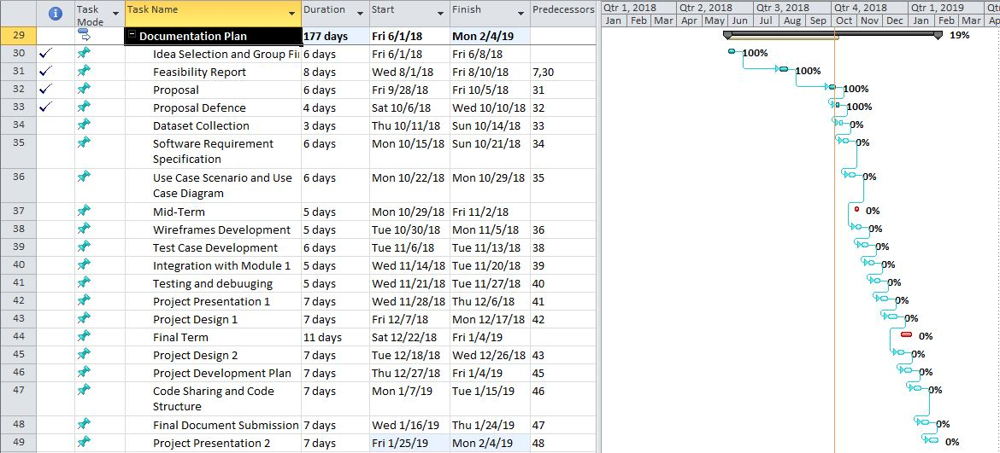 Task Mode Task Name Duration Start Finish Predecessors
Qtr 1, 2018 Qtr 2, 2018 Qtr 3, 2018 Qtr 4, 2018 Qtr 1, 2019
Jan Feb Mar Apr May Jun Jul Aug Sep Oct Nov Dec Jan Feb Mar
29 Documentation Plan 177 days Fri 6/1/18 Mon 2/4/19 19%
30 Idea Selection and Group 6 days Fri 6/1/18 Fri 6/8/18 100%
31 Feasibility Report 8 days Wed 8/1/18 Fri 8/10/18 7,30 100%
32 Proposal 6 days Fri 9/28/18 Fri 10/5/18 31 100%
33 Proposal Defence 4 days Sat 10/6/18 Wed 10/10/18 32 100%
34 Dataset Collection 3 days Thu 10/11/18 Sun 10/14/18 33 0%
35 Software Requirement 6 days Mon 10/15/18 Sun 10/21/18 34 0%
Specification
36 Use Case Scenario and Use 6 days Mon 10/22/18 Mon 10/29/18 35 0%
Case Diagram
37 Mid-Term 5 days Mon 10/29/18 Fri 11/2/18 0%
38 Wireframes Development 5 days Tue 10/30/18 Mon 11/5/18 36 0%
39 Test Case Development 6 days Tue 11/6/18 Tue 11/13/18 38 0%
40 Integration with Module 1 5 days Wed 11/14/18 Tue 11/20/18 39 0%
41 Testing and debuuging 5 days Wed 11/21/18 Tue 11/27/18 40 0%
42 Project Presentation 1 7 days Wed 11/28/18 Thu 12/6/18 41 0%
43 Project Design 1 7 days Fri 12/7/18 Mon 12/17/18 42 0%
44 Final Term 11 days Sat 12/22/18 Fri 1/4/19 0%
45 Project Design 2 7 days Tue 12/18/18 Wed 12/26/18 43 0%
46 Project Development Plan 7 days Thu 12/27/18 Fri 1/4/19 45 0%
47 Code Sharing and Code 7 days Mon 1/7/19 Tue 1/15/19 46 0%
Structure
48 Final Document Submission 7 days Wed 1/16/19 Thu 1/24/19 47 0%
49 Project Presentation 2 7 days Fri 1/25/19 Mon 2/4/19 48 0%